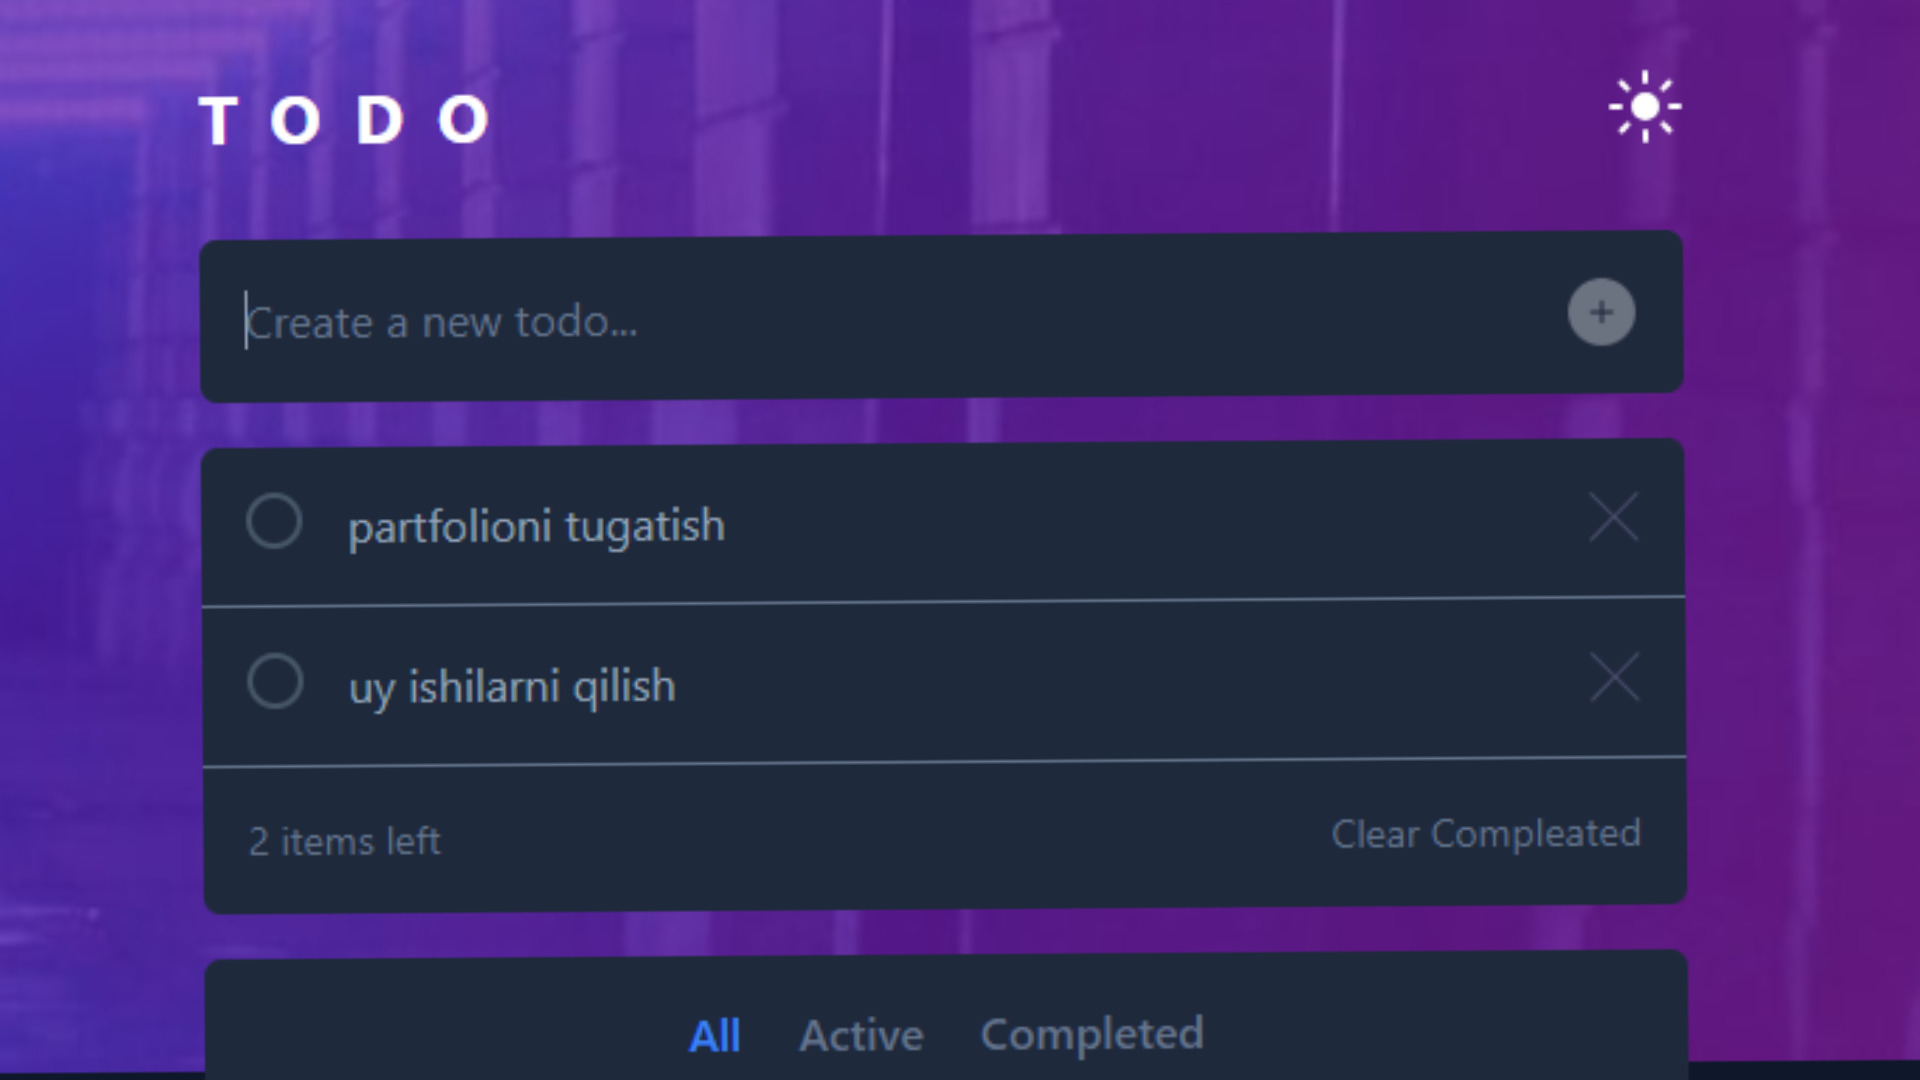 TODO
Create a new todo...
partfolioni tugatish
uy ishilarni qilish
2 items left
Clear Compleated
All Active Completed